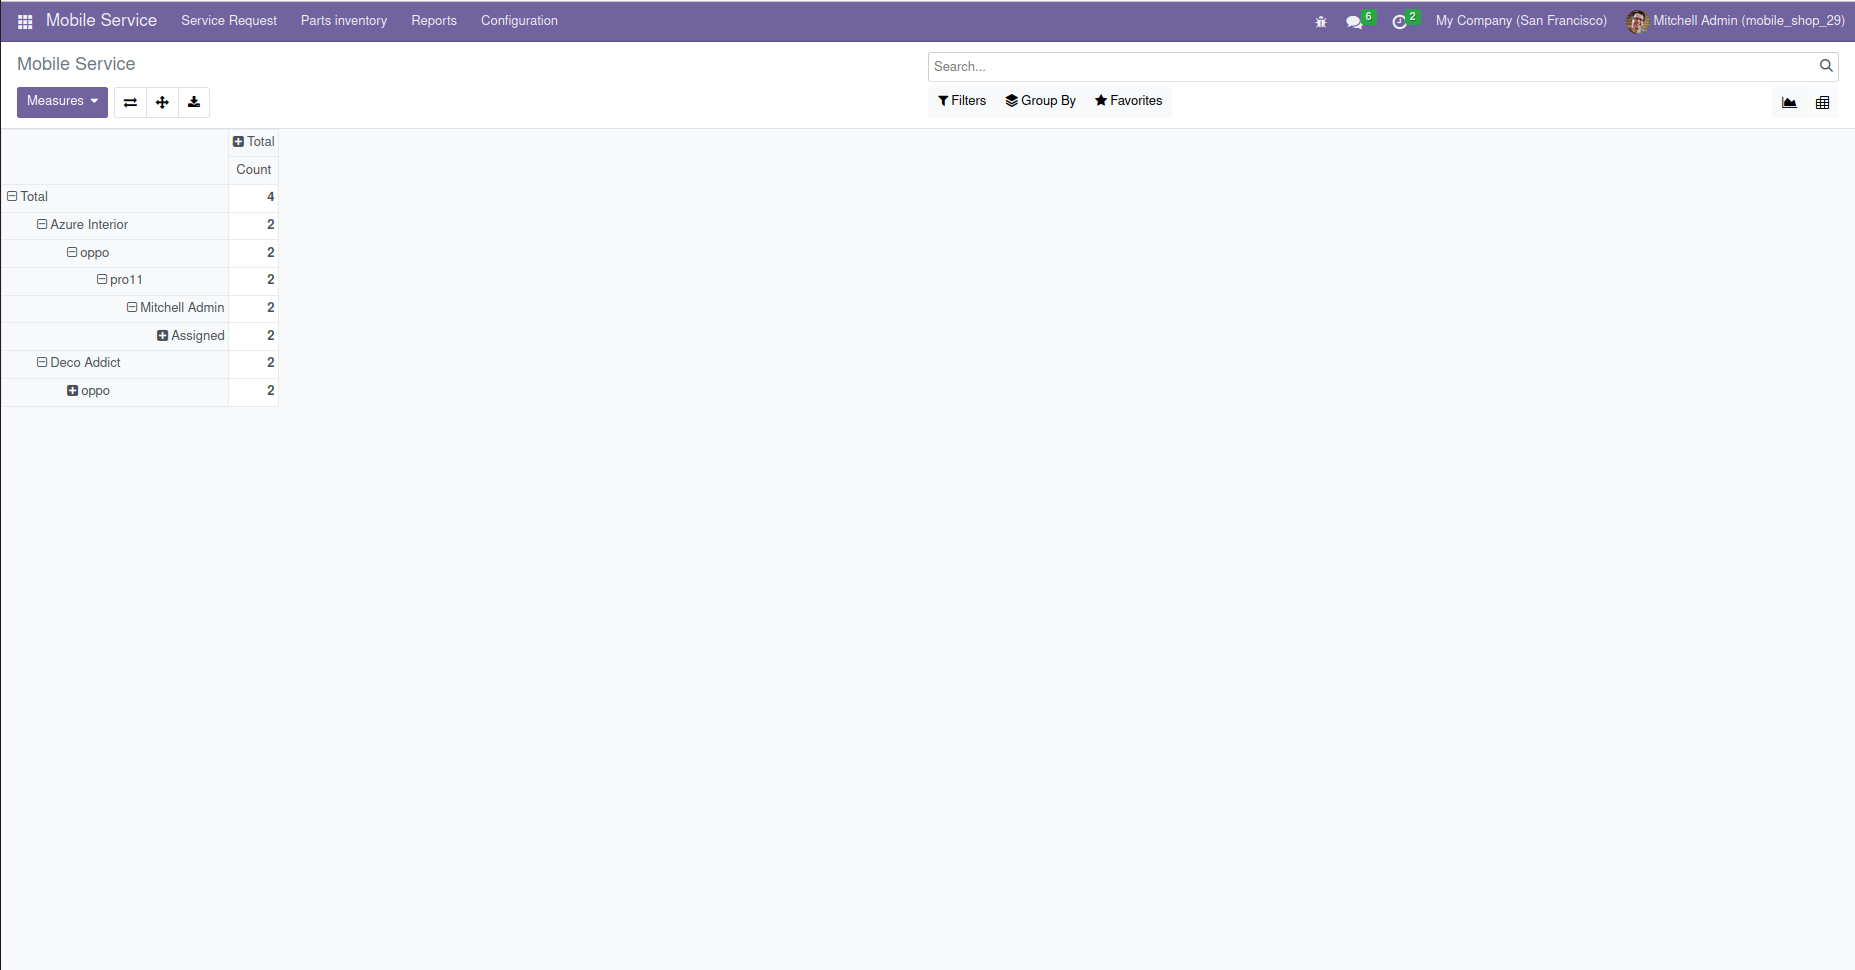 Mobile Service Service Request Parts inventory Reports Configuration 6 2 My Company (San Francisco) Mitchell Admin (mobile_shop_29)
Mobile Service
Search...
Measures
Filters Group By Favorites
Total
Count
Total 4
Azure Interior 2
oppo 2
pro11 2
Mitchell Admin 2
Assigned 2
Deco Addict 2
oppo 2